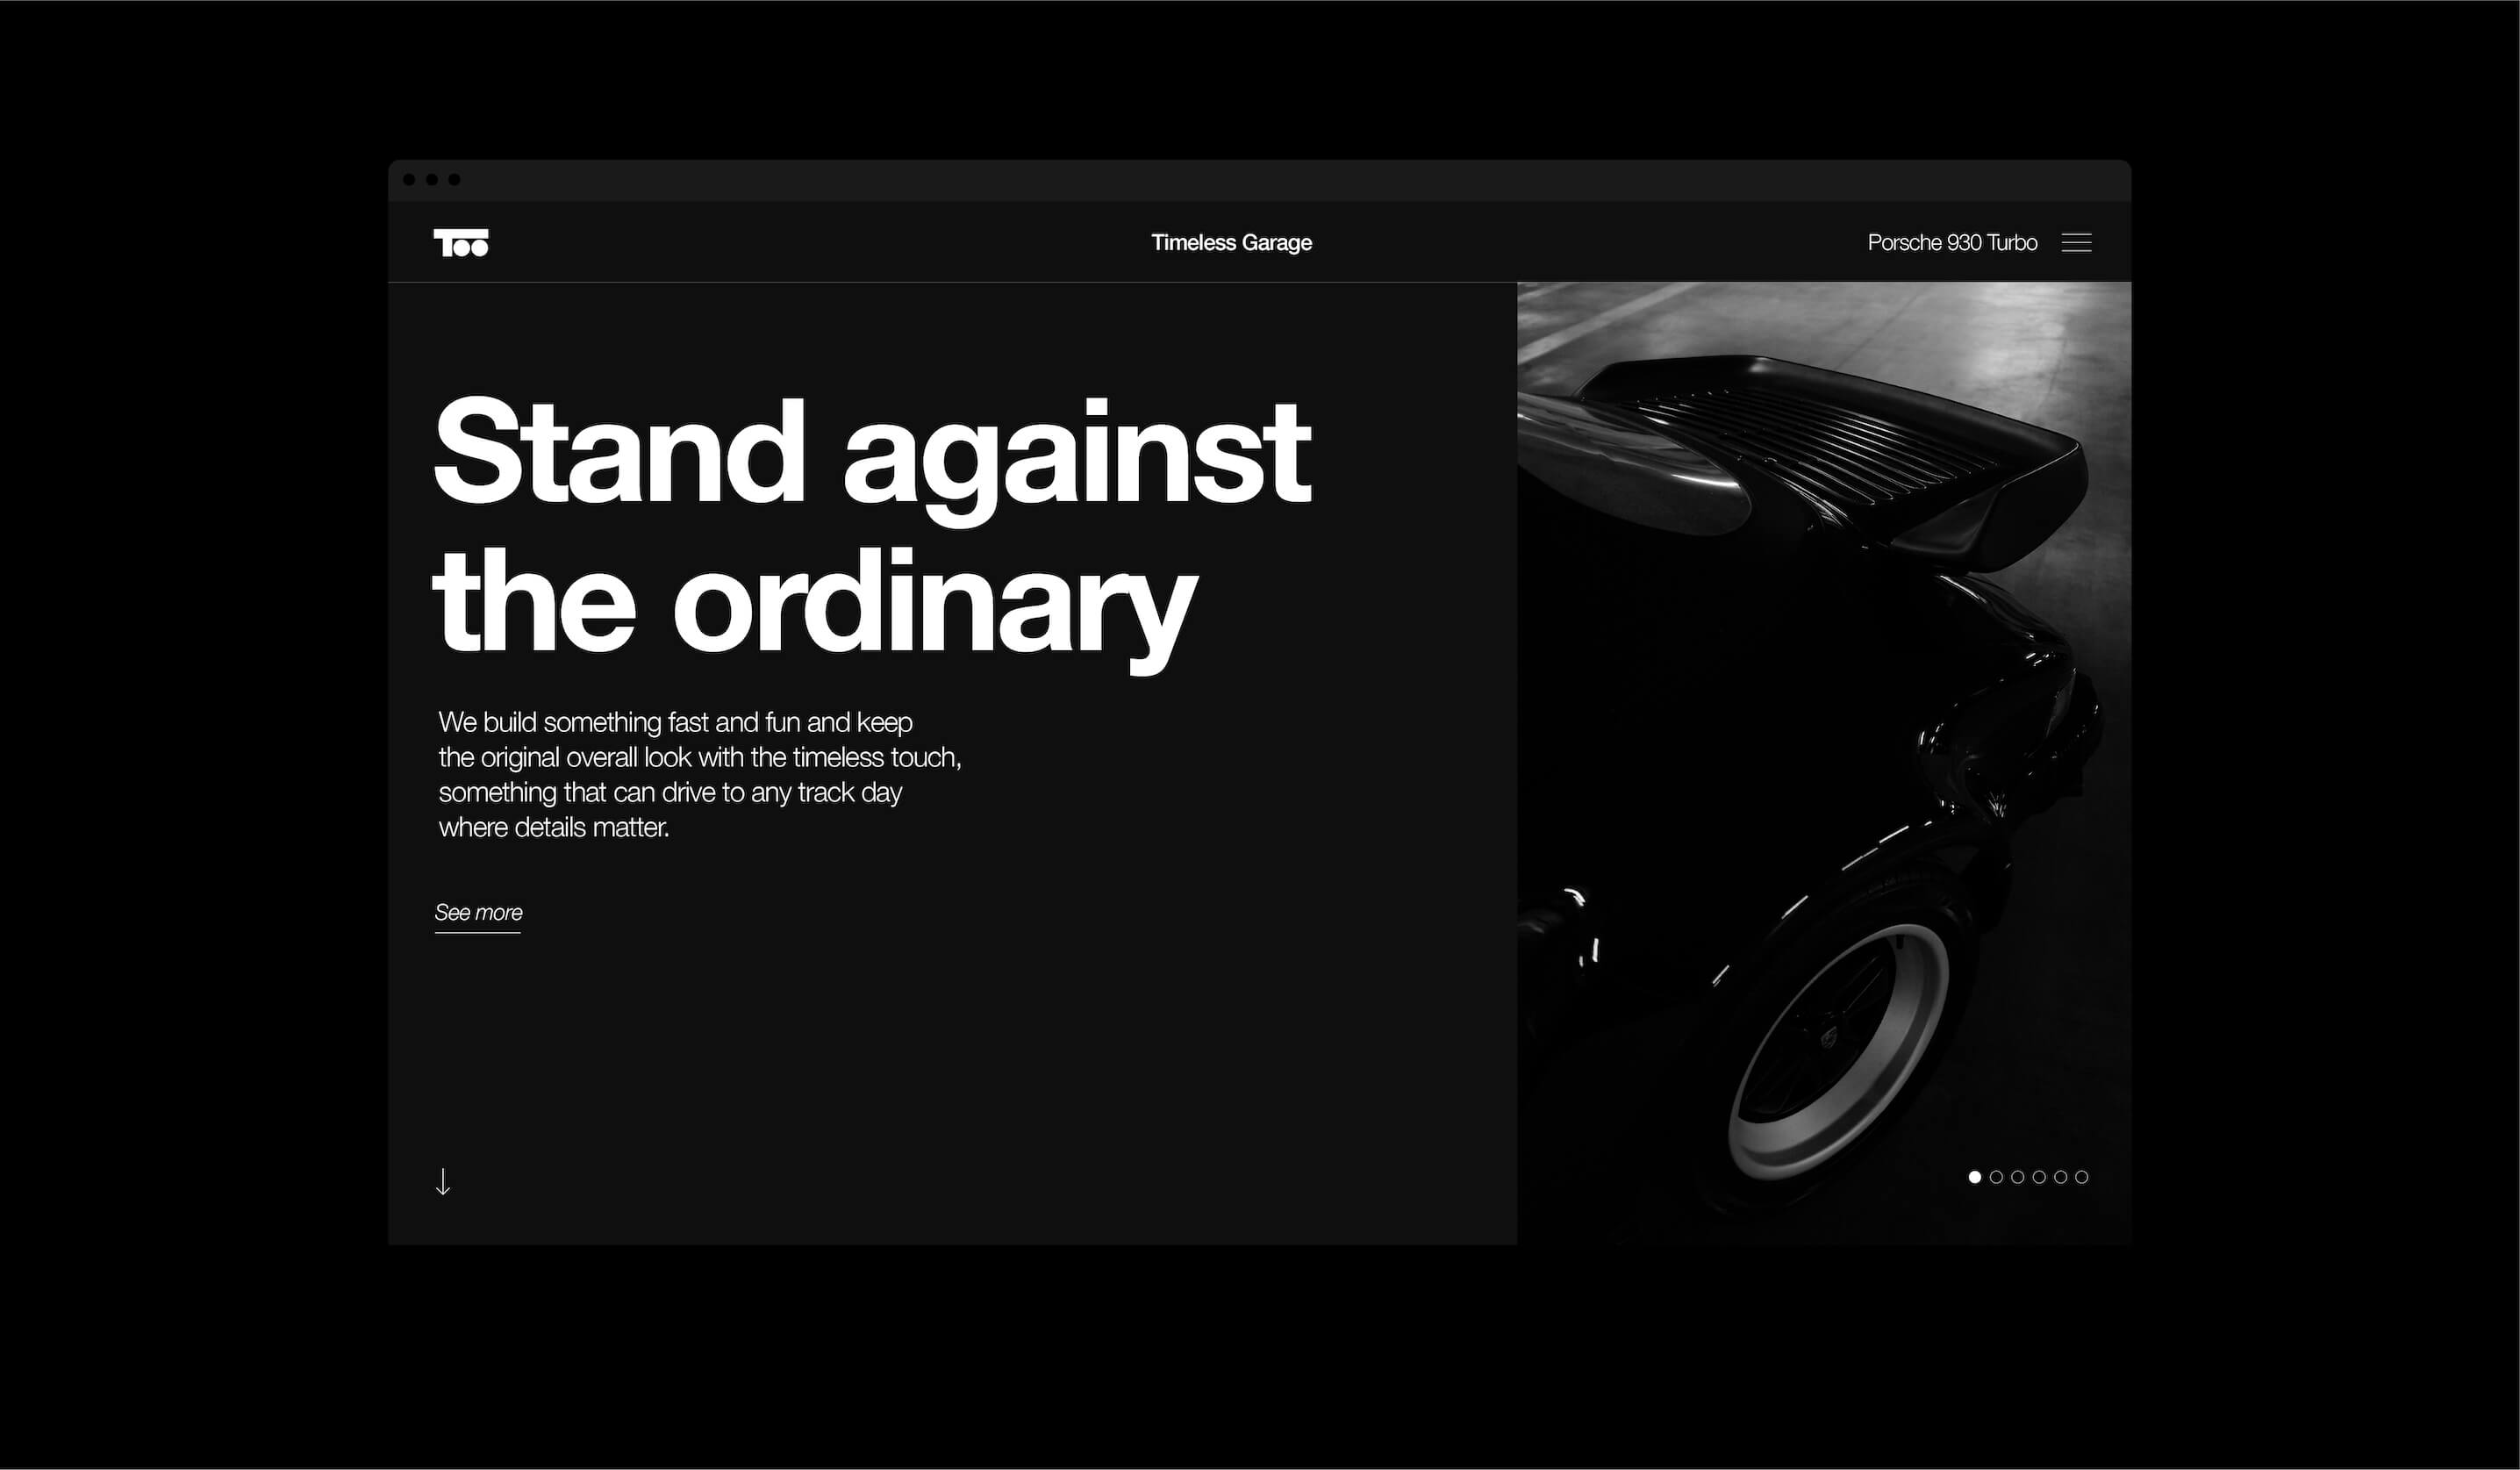 Too
Timeless Garage
Porsche 930 Turbo
Stand against
the ordinary
We build something fast and fun and keep
the original overall look with the timeless touch,
something that can drive to any track day
where details matter.
See more